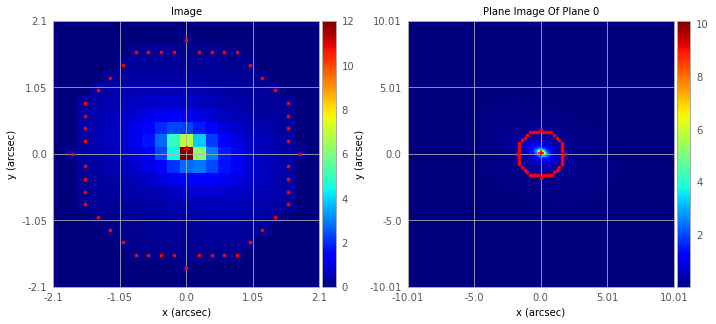 Image
Plane Image Of Plane 0
2.1
1.05
0.0
-1.05
-2.1
y (arcsec)
-2.1 -1.05 0.0 1.05 2.1
x (arcsec)
12
10
8
6
4
2
0
10.01
5.01
0.0
-5.0
-10.01
y (arcsec)
-10.01 -5.0 0.0 5.01 10.01
x (arcsec)
10
8
6
4
2